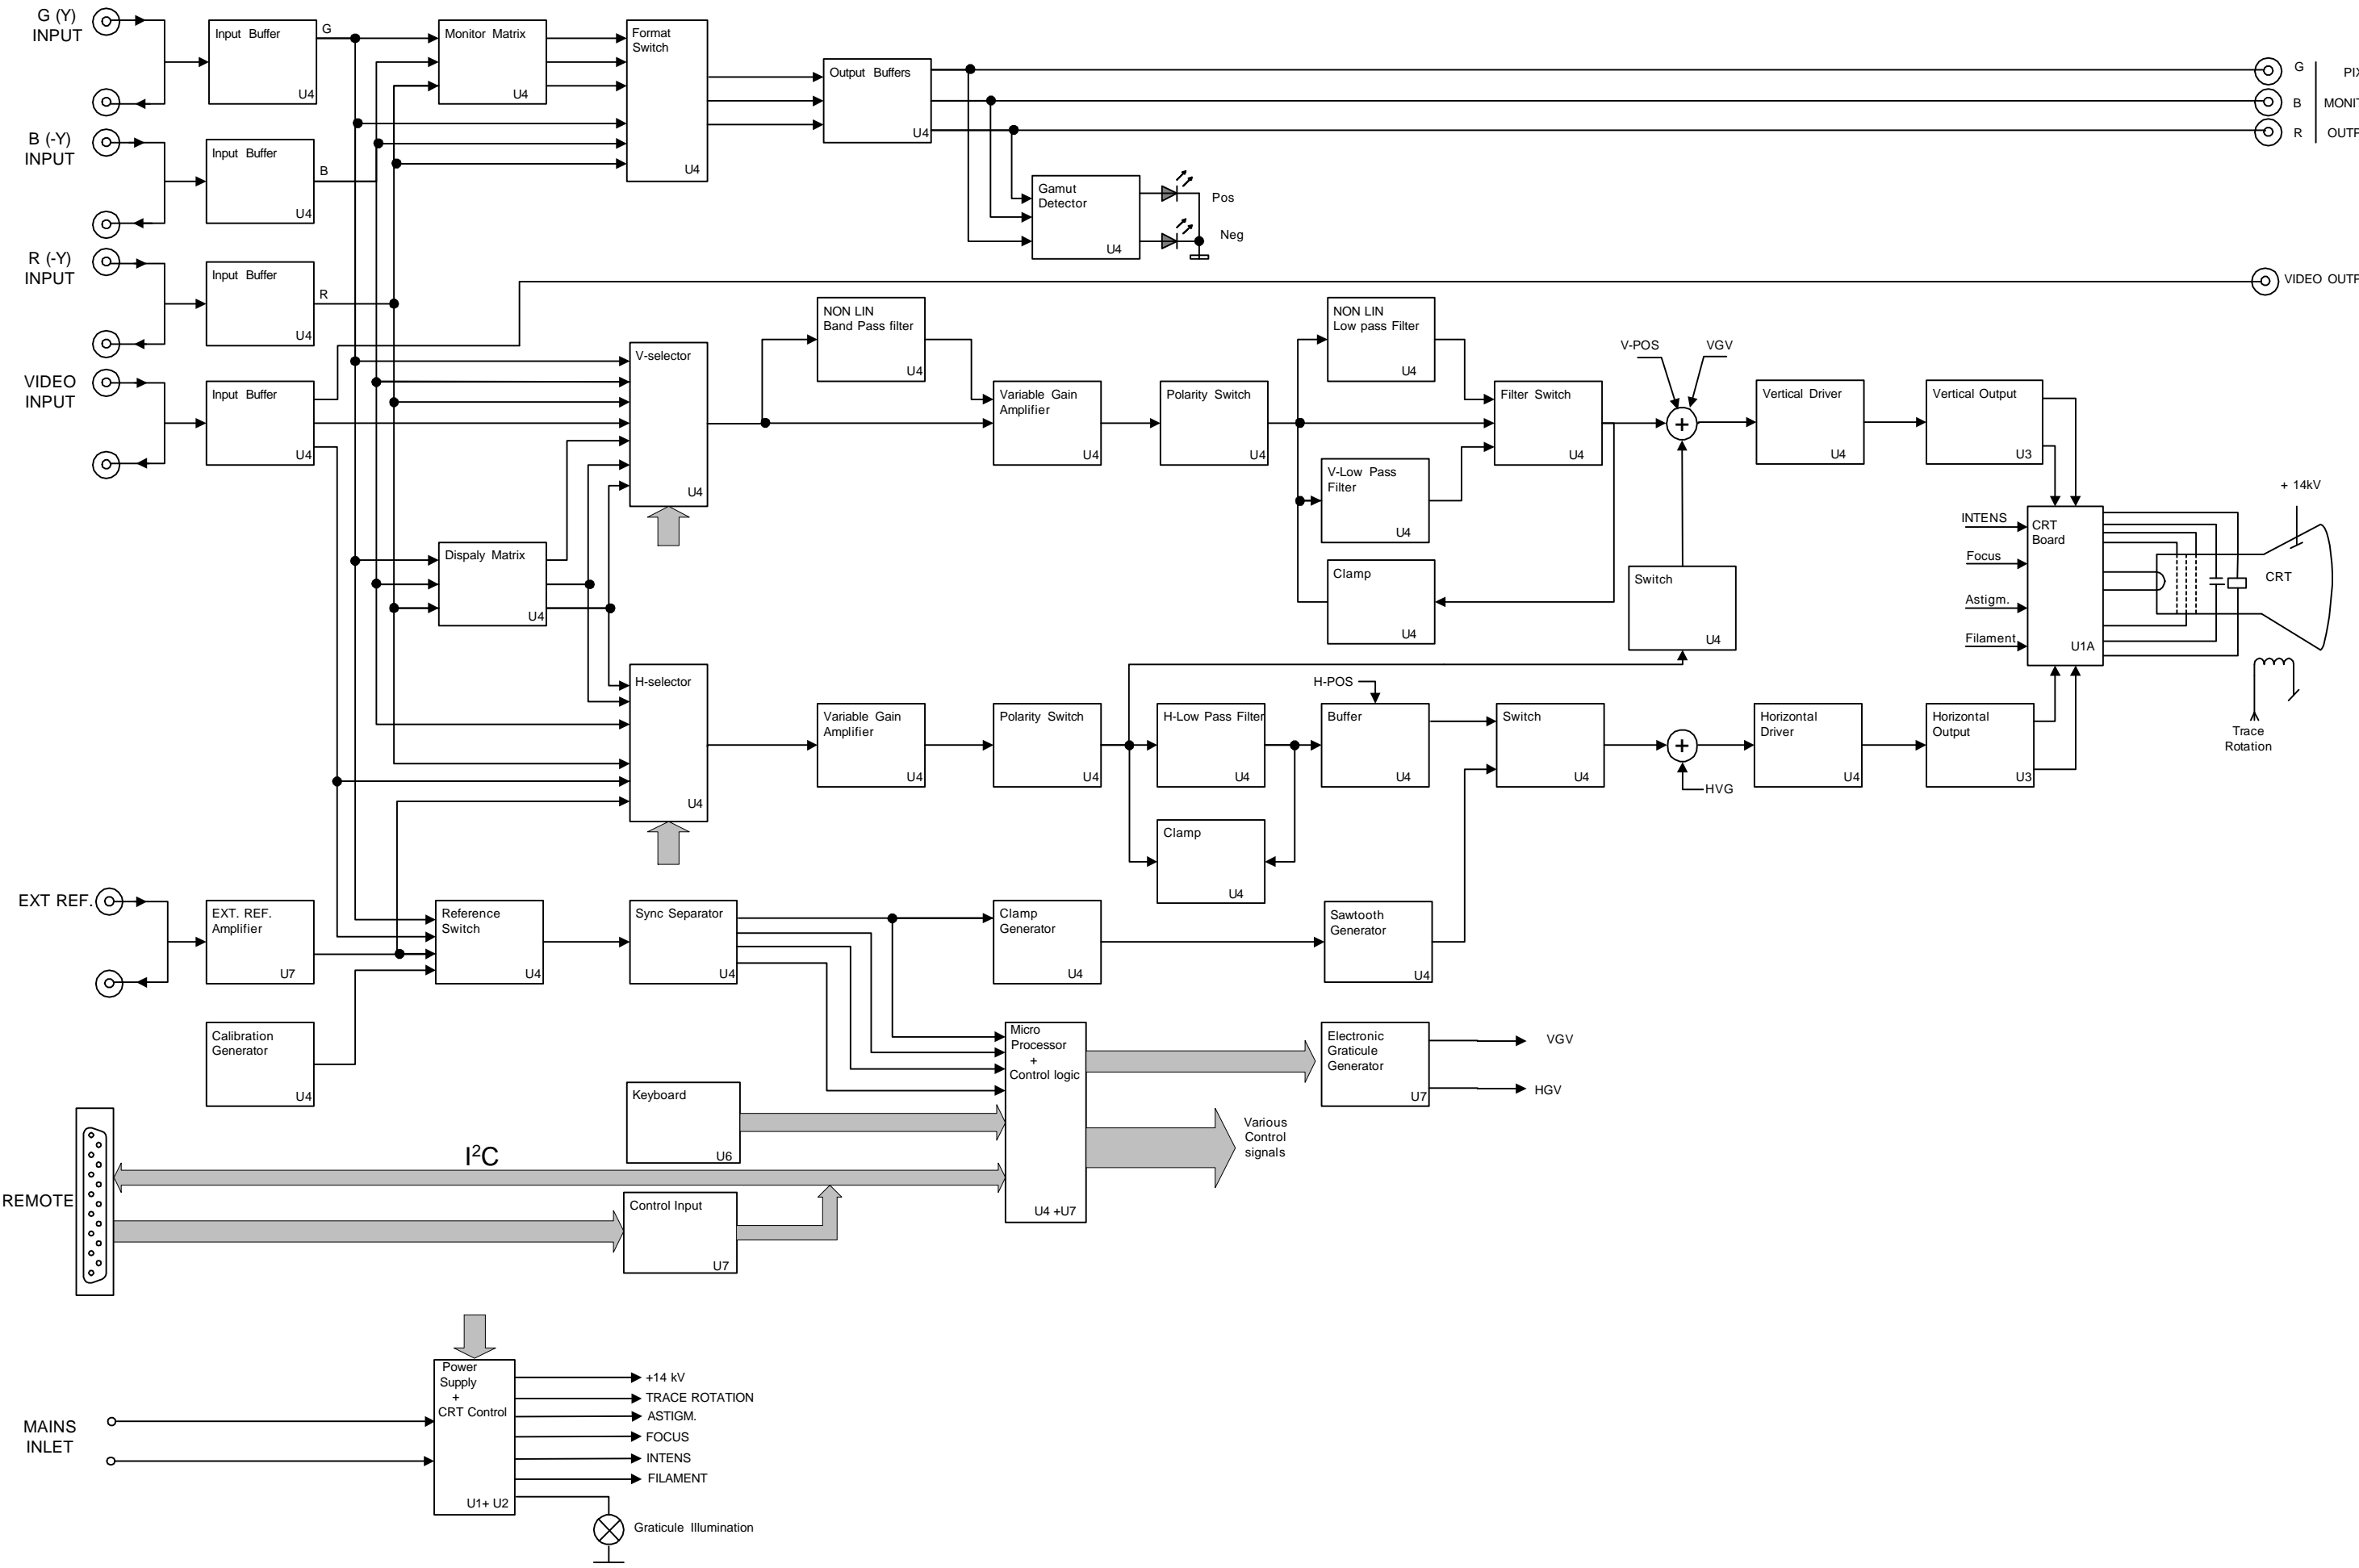 G (Y)
INPUT
Input Buffer
U4
G
Monitor Matrix
U4
Format
Switch
U4
Output Buffers
U4
G
B
R
PIX
MONIT
OUTP
B (-Y)
INPUT
Input Buffer
U4
B
Gamut
Detector
U4
Pos
Neg
R (-Y)
INPUT
Input Buffer
U4
R
VIDEO OUTP
VIDEO
INPUT
Input Buffer
U4
V-selector
U4
NON LIN
Band Pass filter
U4
Variable Gain
Amplifier
U4
Polarity Switch
U4
NON LIN
Low pass Filter
U4
V-Low Pass
Filter
U4
Clamp
U4
Filter Switch
U4
V-POS
VGV
+
Vertical Driver
U4
Vertical Output
U3
Switch
U4
INTENS
Focus
Astigm.
Filament
CRT
Board
U1A
+ 14kV
CRT
Trace
Rotation
Dispaly Matrix
U4
H-selector
U4
Variable Gain
Amplifier
U4
Polarity Switch
U4
H-Low Pass Filter
U4
H-POS
Buffer
U4
Switch
U4
+
HVG
Horizontal
Driver
U4
Horizontal
Output
U3
Clamp
U4
EXT REF.
EXT. REF.
Amplifier
U7
Reference
Switch
U4
Sync Separator
U4
Clamp
Generator
U4
Sawtooth
Generator
U4
Calibration
Generator
U4
Micro
Processor
+
Control logic
U4 +U7
Electronic
Graticule
Generator
U7
VGV
HGV
Keyboard
U6
Various
Control
signals
I²C
REMOTE
Control Input
U7
MAINS
INLET
Power
Supply
+
CRT Control
U1+ U2
+14 kV
TRACE ROTATION
ASTIGM.
FOCUS
INTENS
FILAMENT
Graticule Illumination